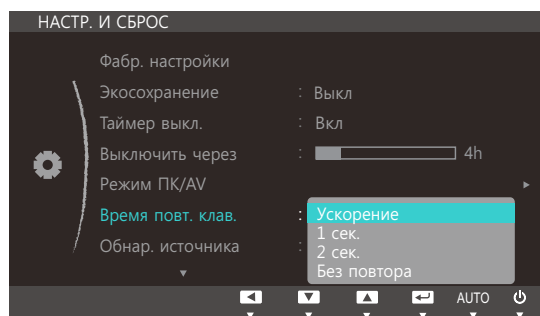 НАСТР. И СБРОС
Фабр. настройки
Экосохранение : Выкл
Таймер выкл. : Вкл
Выключить через : 4h
Режим ПК/AV
Время повт. клав. : Ускорение
1 сек.
2 сек.
Обнар. источника :
Без повтора
AUTO